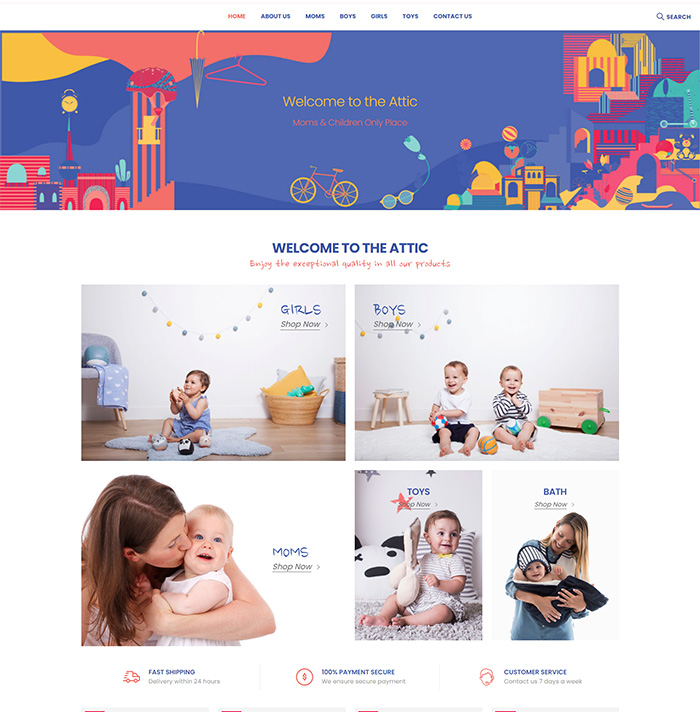 HOME ABOUT US MOMS BOYS GIRLS TOYS CONTACT US SEARCH
Welcome to the Attic
Moms & Children Only Place
WELCOME TO THE ATTIC
Enjoy the exceptional quality in all our products
GIRLS
Shop Now
BOYS
Shop Now
MOMS
Shop Now
TOYS
Shop Now
BATH
Shop Now
FAST SHIPPING
Delivery within 24 hours
100% PAYMENT SECURE
We ensure secure payment
CUSTOMER SERVICE
Contact us 7 days a week